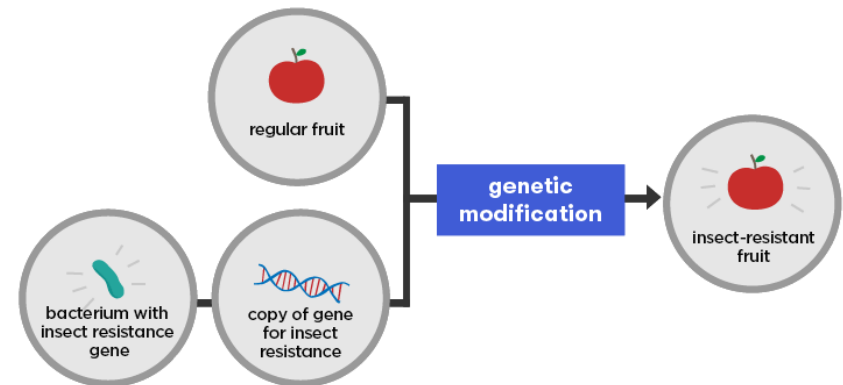 regular fruit
genetic
modification
insect-resistant
fruit
bacterium with
insect resistance
gene
copy of gene
for insect
resistance